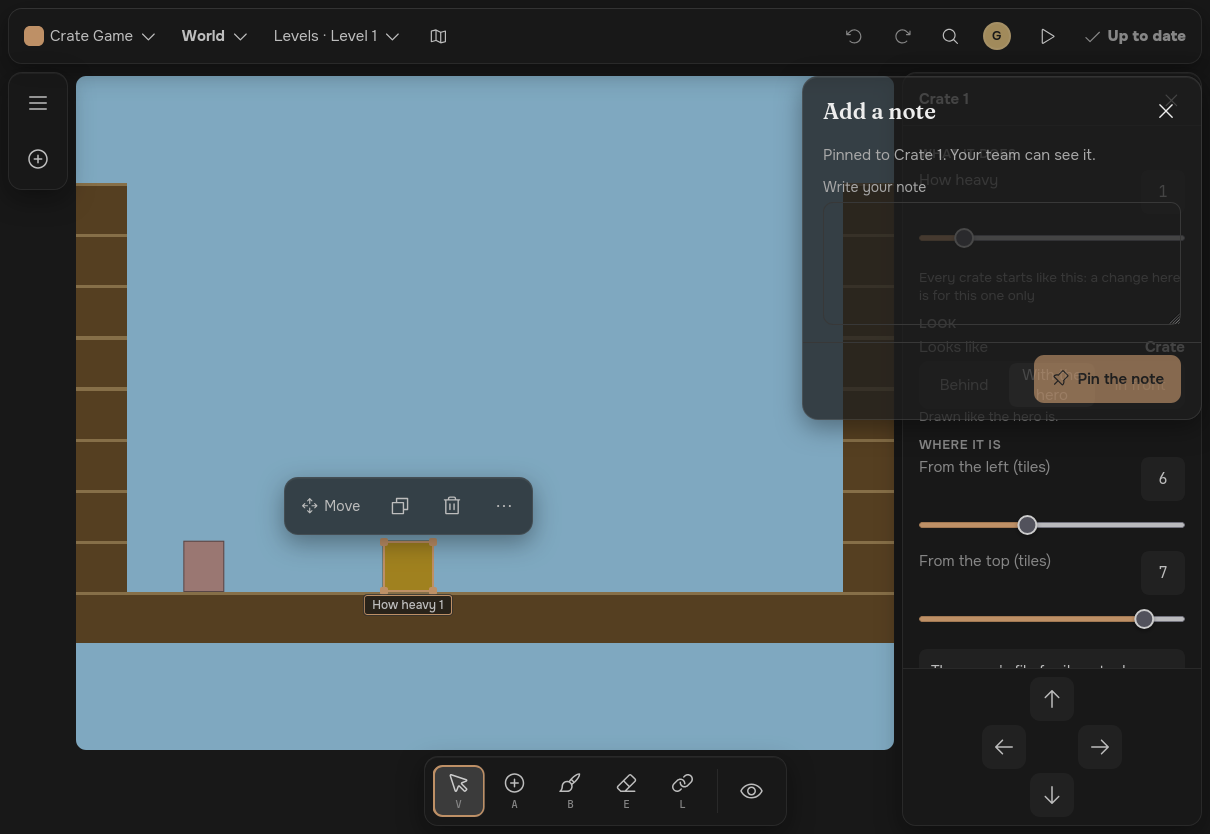 Crate Game
World
Levels · Level 1
G
Up to date
Crate 1
Add a note
Pinned to Crate 1. Your team can see it.
How heavy
1
Write your note
Every crate starts like this: a change here
is for this one only
LOOK
Looks like
Crate
Behind
hero
Pin the note
Drawn like the hero is.
WHERE IT IS
From the left (tiles)
6
From the top (tiles)
7
Move
How heavy 1
V
A
B
E
L